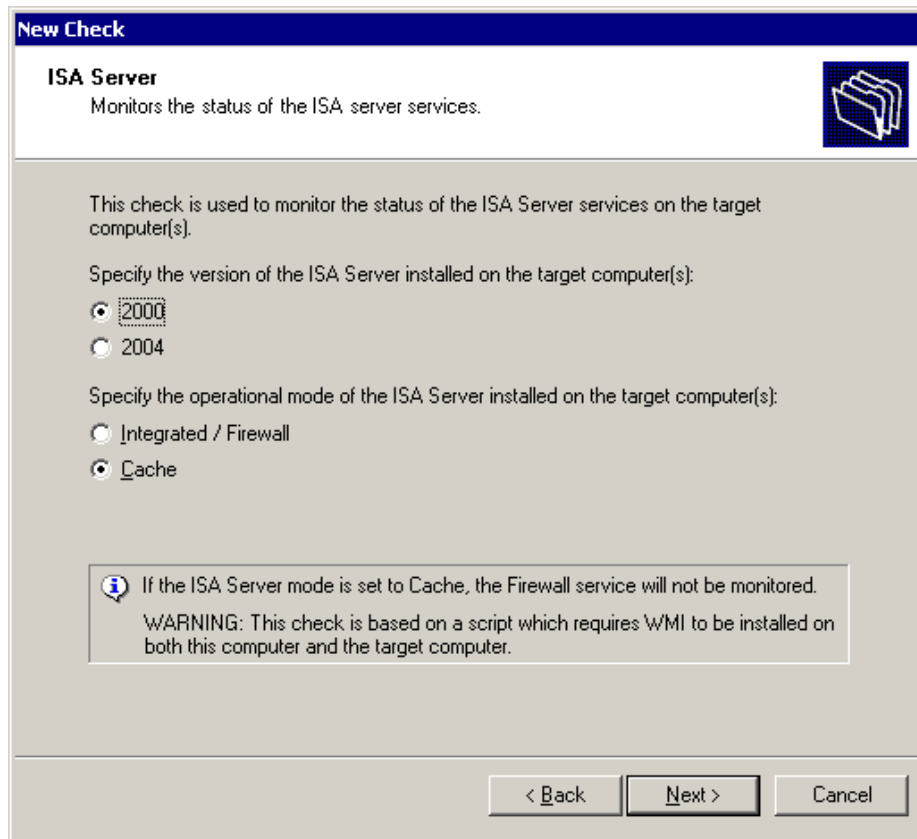 New Check
ISA Server
Monitors the status of the ISA server services.
This check is used to monitor the status of the ISA Server services on the target
computer(s).
Specify the version of the ISA Server installed on the target computer(s):
2000
2004
Specify the operational mode of the ISA Server installed on the target computer(s):
Integrated / Firewall
Cache
If the ISA Server mode is set to Cache, the Firewall service will not be monitored.
WARNING: This check is based on a script which requires WMI to be installed on
both this computer and the target computer.
< Back Next > Cancel